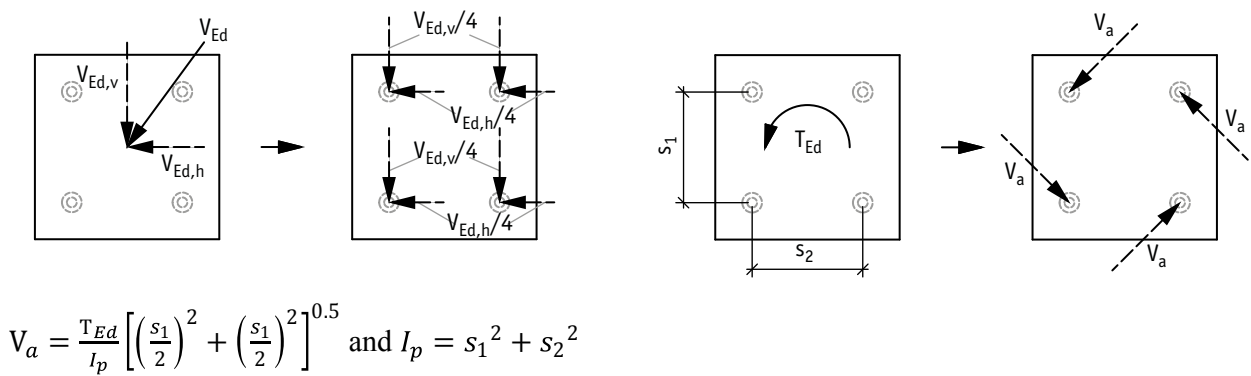 V_Ed
V_Ed,v
V_Ed,h
V_Ed,v/4
V_Ed,h/4
V_Ed,v/4
V_Ed,h/4
s_1
T_Ed
s_2
V_a
V_a
V_a
V_a
V_a = T_Ed/I_p [(s_1/2)^2 + (s_1/2)^2]^0.5 and I_p = s_1^2 + s_2^2